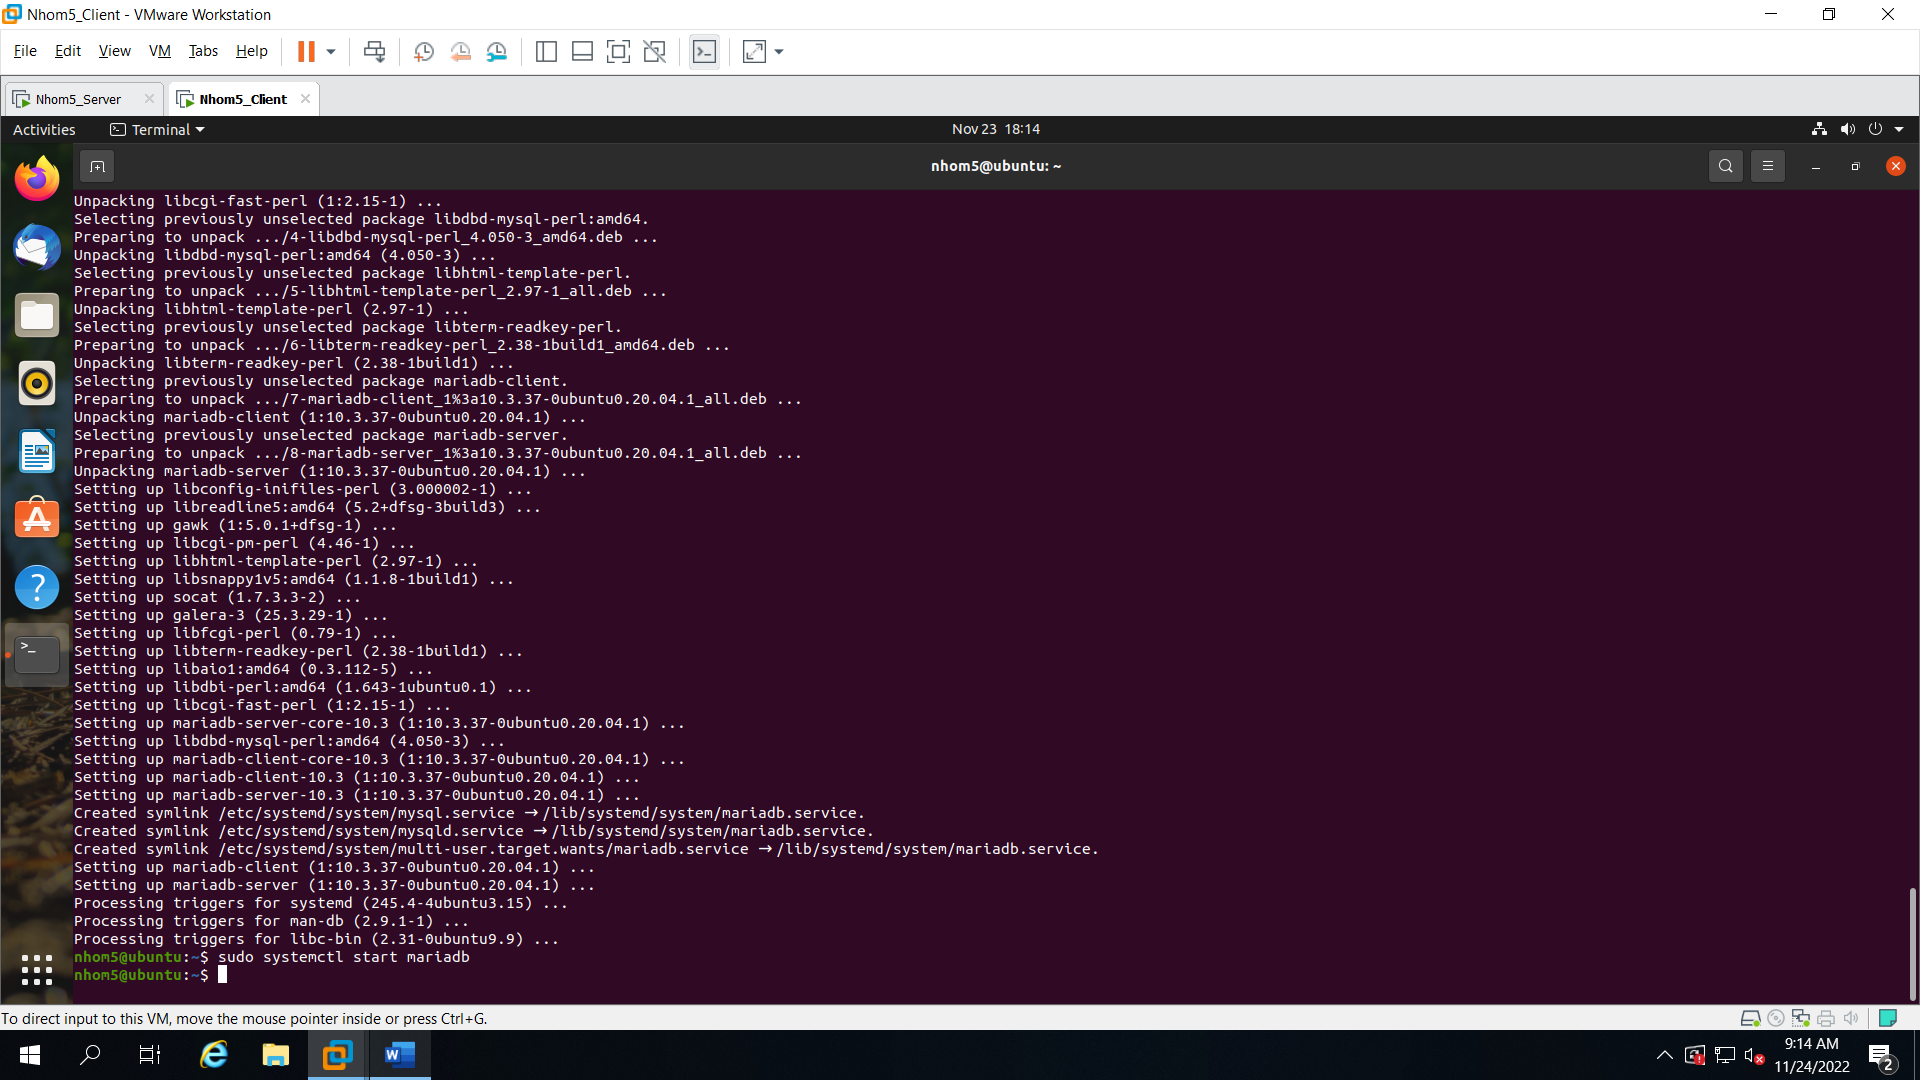 Nhom5_Client - VMware Workstation
File Edit View VM Tabs Help
Nhom5_Server
Nhom5_Client
Activities Terminal Nov 23 18:14
nhom5@ubuntu: ~
Unpacking libcgi-fast-perl (1:2.15-1) ...
Selecting previously unselected package libdbd-mysql-perl:amd64.
Preparing to unpack .../4-libdbd-mysql-perl_4.050-3_amd64.deb ...
Unpacking libdbd-mysql-perl:amd64 (4.050-3) ...
Selecting previously unselected package libhtml-template-perl.
Preparing to unpack .../5-libhtml-template-perl_2.97-1_all.deb ...
Unpacking libhtml-template-perl (2.97-1) ...
Selecting previously unselected package libterm-readkey-perl.
Preparing to unpack .../6-libterm-readkey-perl_2.38-1build1_amd64.deb ...
Unpacking libterm-readkey-perl (2.38-1build1) ...
Selecting previously unselected package mariadb-client.
Preparing to unpack .../7-mariadb-client_1%3a10.3.37-0ubuntu0.20.04.1_all.deb ...
Unpacking mariadb-client (1:10.3.37-0ubuntu0.20.04.1) ...
Selecting previously unselected package mariadb-server.
Preparing to unpack .../8-mariadb-server_1%3a10.3.37-0ubuntu0.20.04.1_all.deb ...
Unpacking mariadb-server (1:10.3.37-0ubuntu0.20.04.1) ...
Setting up libconfig-inifiles-perl (3.000002-1) ...
Setting up libreadline5:amd64 (5.2+dfsg-3build3) ...
Setting up gawk (1:5.0.1+dfsg-1) ...
Setting up libcgi-pm-perl (4.46-1) ...
Setting up libhtml-template-perl (2.97-1) ...
Setting up libsnappy1v5:amd64 (1.1.8-1build1) ...
Setting up socat (1.7.3.3-2) ...
Setting up galera-3 (25.3.29-1) ...
Setting up libfcgi-perl (0.79-1) ...
Setting up libterm-readkey-perl (2.38-1build1) ...
Setting up libaio1:amd64 (0.3.112-5) ...
Setting up libdbi-perl:amd64 (1.643-1ubuntu0.1) ...
Setting up libcgi-fast-perl (1:2.15-1) ...
Setting up mariadb-server-core-10.3 (1:10.3.37-0ubuntu0.20.04.1) ...
Setting up libdbd-mysql-perl:amd64 (4.050-3) ...
Setting up mariadb-client-core-10.3 (1:10.3.37-0ubuntu0.20.04.1) ...
Setting up mariadb-client-10.3 (1:10.3.37-0ubuntu0.20.04.1) ...
Setting up mariadb-server-10.3 (1:10.3.37-0ubuntu0.20.04.1) ...
Created symlink /etc/systemd/system/mysql.service → /lib/systemd/system/mariadb.service.
Created symlink /etc/systemd/system/mysqld.service → /lib/systemd/system/mariadb.service.
Created symlink /etc/systemd/system/multi-user.target.wants/mariadb.service → /lib/systemd/system/mariadb.service.
Setting up mariadb-client (1:10.3.37-0ubuntu0.20.04.1) ...
Setting up mariadb-server (1:10.3.37-0ubuntu0.20.04.1) ...
Processing triggers for systemd (245.4-4ubuntu3.15) ...
Processing triggers for man-db (2.9.1-1) ...
Processing triggers for libc-bin (2.31-0ubuntu9.9) ...
nhom5@ubuntu:~$ sudo systemctl start mariadb
nhom5@ubuntu:~$
To direct input to this VM, move the mouse pointer inside or press Ctrl+G.
9:14 AM
11/24/2022
2